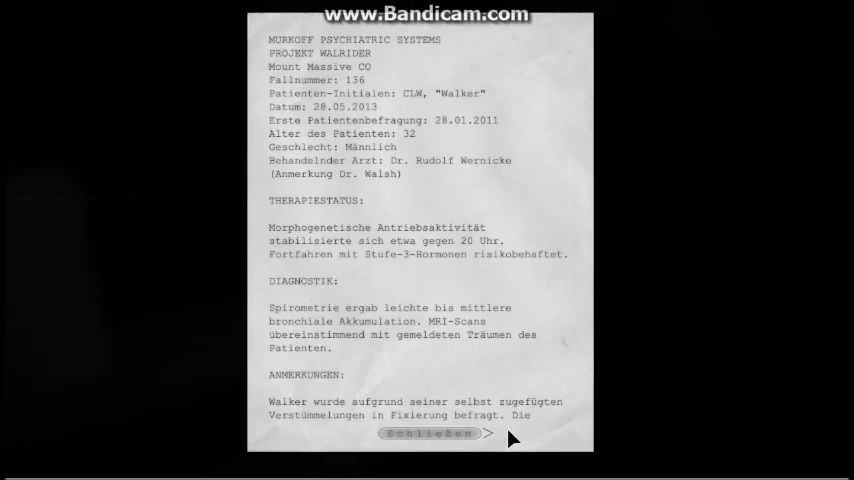 www.Bandicam.com
MURKOFF PSYCHIATRIC SYSTEMS
PROJEKT WALRIDER
Mount Massive CO
Fallnummer: 136
Patienten-Initialen: CLW, "Walker"
Datum: 28.05.2013
Erste Patientenbefragung: 28.01.2011
Alter des Patienten: 32
Geschlecht: Männlich
Behandelnder Arzt: Dr. Rudolf Wernicke
(Anmerkung Dr. Walsh)
THERAPIESTATUS:
Morphogenetische Antriebsaktivität
stabilisierte sich etwa gegen 20 Uhr.
Fortfahren mit Stufe-3-Hormonen risikobehaftet.
DIAGNOSTIK:
Spirometrie ergab leichte bis mittlere
bronchiale Akkumulation. MRI-Scans
übereinstimmend mit gemeldeten Träumen des
Patienten.
ANMERKUNGEN:
Walker wurde aufgrund seiner selbst zugefügten
Verstümmelungen in Fixierung befragt. Die
Schließen >